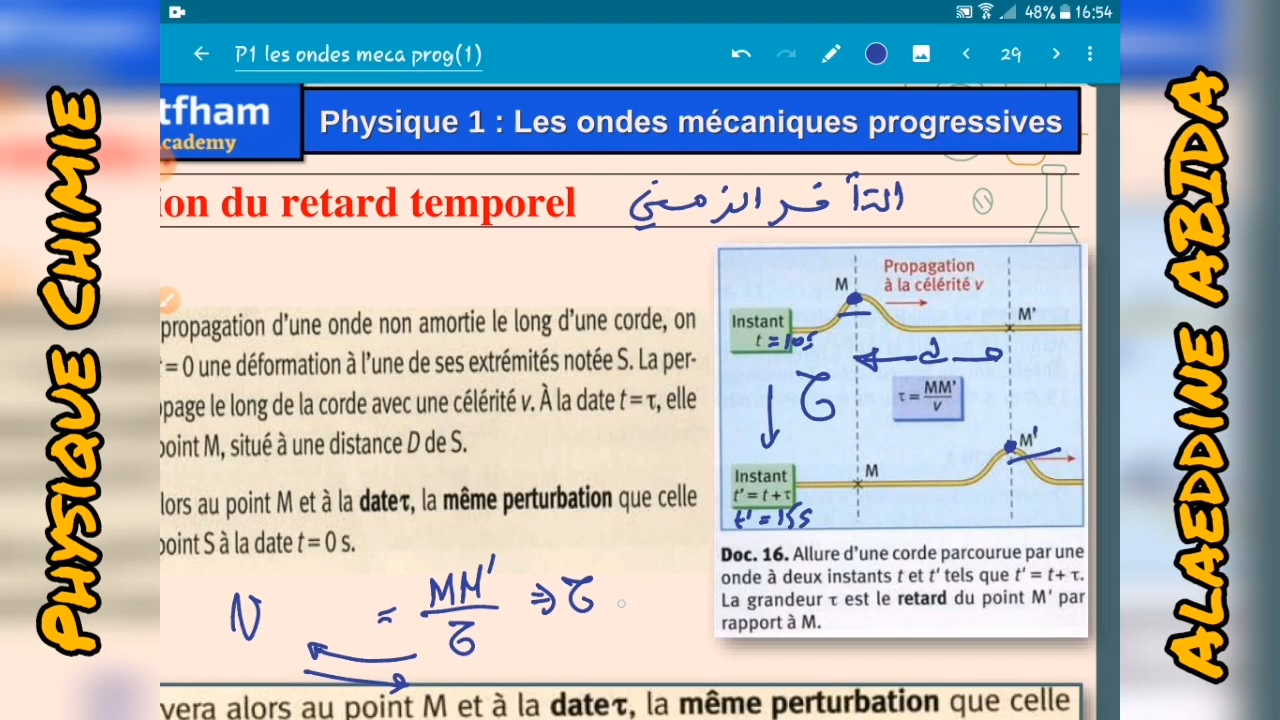 PHYSIQUE CHIMIE
48% 16:54
P1 les ondes meca prog(1)
29
tfham
cademy
Physique 1 : Les ondes mécaniques progressives
ion du retard temporel التأخر الزمني
propagation d'une onde non amortie le long d'une corde, on
= 0 une déformation à l'une de ses extrémités notée S. La per-
page le long de la corde avec une célérité v. À la date t = τ, elle
point M, situé à une distance D de S.
lors au point M et à la date τ, la même perturbation que celle
point S à la date t = 0 s.
v = MM' / τ ⇒ τ
M
Propagation
à la célérité v
M'
Instant
t = 10s
d
τ
τ = MM' / v
M'
M
Instant
t' = t + τ
t' = 15s
Doc. 16. Allure d'une corde parcourue par une
onde à deux instants t et t' tels que t' = t + τ.
La grandeur τ est le retard du point M' par
rapport à M.
vera alors au point M et à la date τ, la même perturbation que celle
ALAEDDINE ABIDA